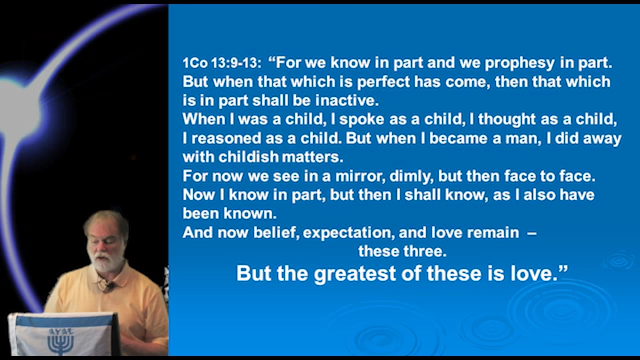 1Co 13:9-13: “For we know in part and we prophesy in part.
But when that which is perfect has come, then that which
is in part shall be inactive.
When I was a child, I spoke as a child, I thought as a child,
I reasoned as a child. But when I became a man, I did away
with childish matters.
For now we see in a mirror, dimly, but then face to face.
Now I know in part, but then I shall know, as I also have
been known.
And now belief, expectation, and love remain –
these three.
But the greatest of these is love.”